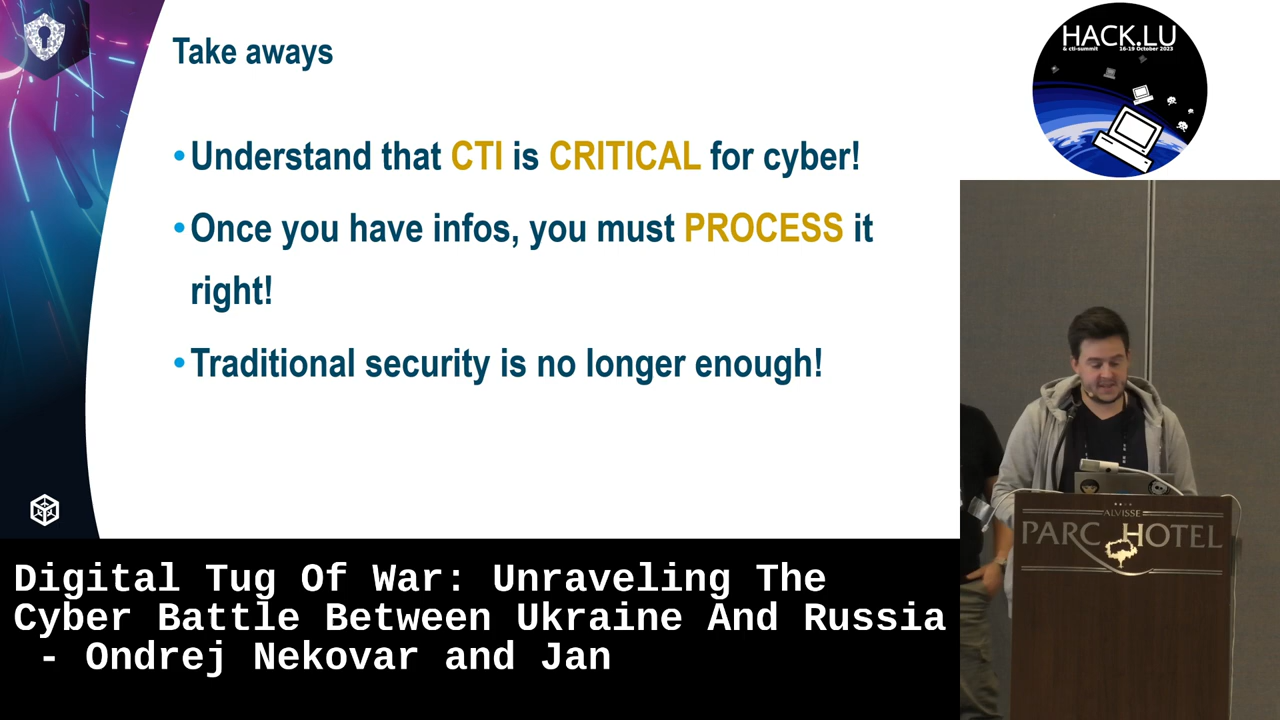 Take aways
HACK.LU
& cti-summit 16-19 October 2023
•Understand that CTI is CRITICAL for cyber!
•Once you have infos, you must PROCESS it
right!
•Traditional security is no longer enough!
ALVISSE
PARC HOTEL
Digital Tug Of War: Unraveling The
Cyber Battle Between Ukraine And Russia
- Ondrej Nekovar and Jan